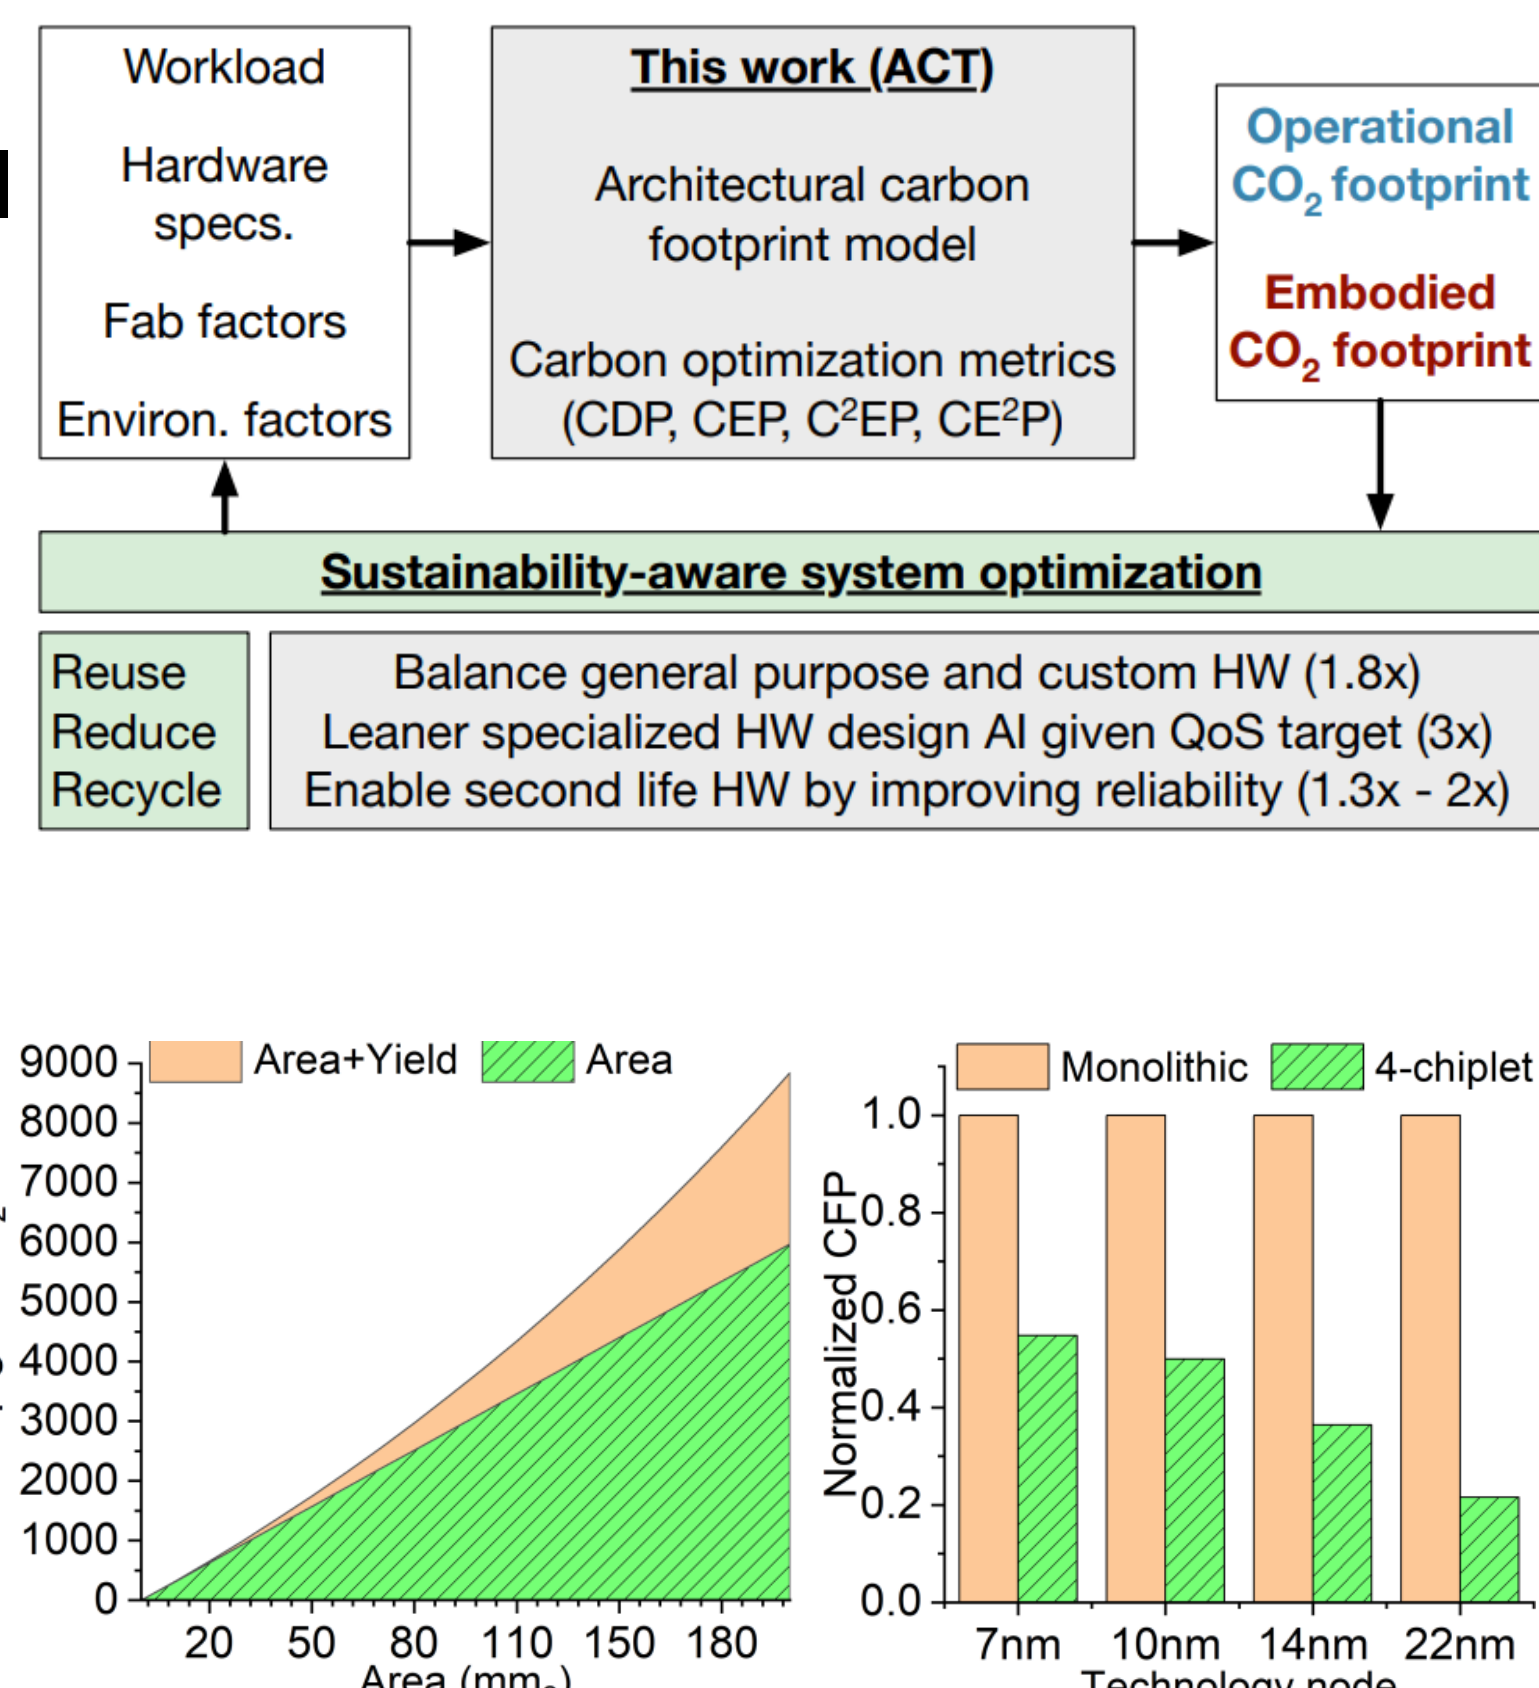 Workload
Hardware
specs.
Fab factors
Environ. factors
This work (ACT)
Architectural carbon
footprint model
Carbon optimization metrics
(CDP, CEP, C²EP, CE²P)
Operational
CO₂ footprint
Embodied
CO₂ footprint
Sustainability-aware system optimization
Reuse
Reduce
Recycle
Balance general purpose and custom HW (1.8x)
Leaner specialized HW design AI given QoS target (3x)
Enable second life HW by improving reliability (1.3x - 2x)
Area+Yield Area
9000
8000
7000
6000
5000
4000
3000
2000
1000
0
20 50 80 110 150 180
Area (mm₂)
Monolithic 4-chiplet
Normalized CFP
1.0
0.8
0.6
0.4
0.2
0.0
7nm 10nm 14nm 22nm
Technology node